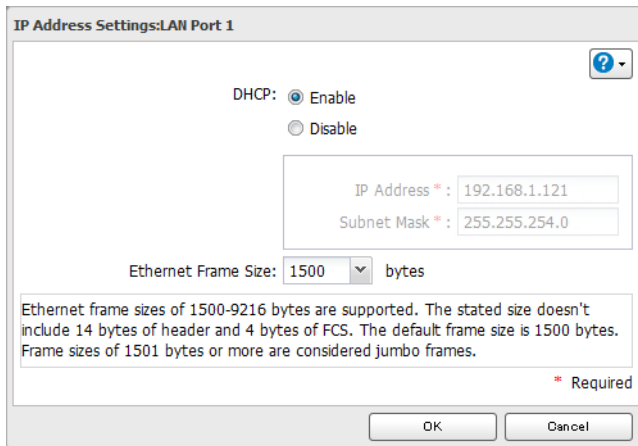 IP Address Settings:LAN Port 1
?
DHCP: Enable
Disable
IP Address * : 192.168.1.121
Subnet Mask * : 255.255.254.0
Ethernet Frame Size: 1500 bytes
Ethernet frame sizes of 1500-9216 bytes are supported. The stated size doesn't
include 14 bytes of header and 4 bytes of FCS. The default frame size is 1500 bytes.
Frame sizes of 1501 bytes or more are considered jumbo frames.
* Required
OK Cancel